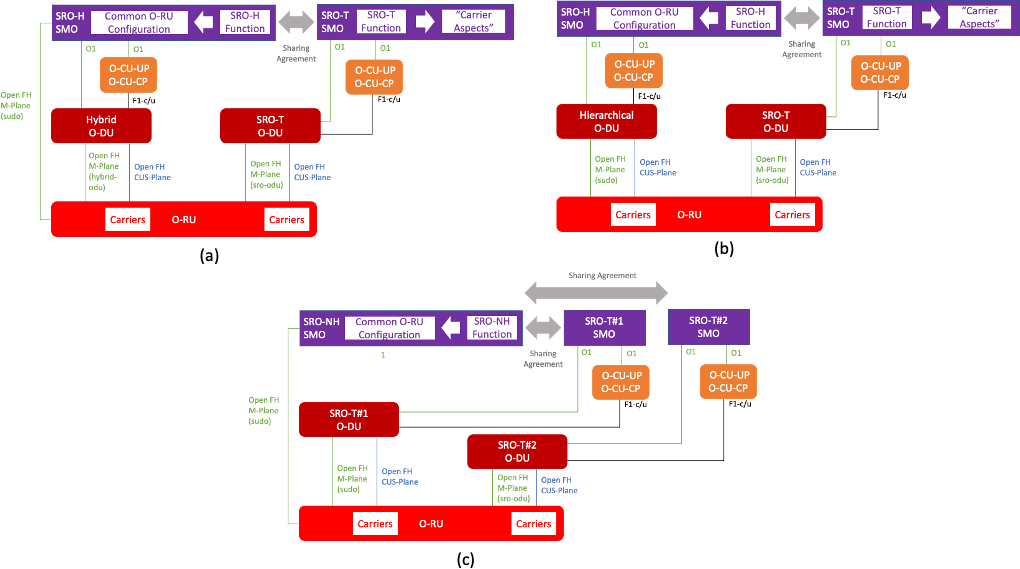 SRO-H
SMO
Common O-RU
Configuration
SRO-H
Function
Sharing
Agreement
SRO-T
SMO
SRO-T
Function
"Carrier
Aspects"
O1
O1
O1
O1
O-CU-UP
O-CU-CP
O-CU-UP
O-CU-CP
F1-c/u
F1-c/u
Open FH
M-Plane
(sudo)
Hybrid
O-DU
SRO-T
O-DU
Open FH
M-Plane
(hybrid-
odu)
Open FH
CUS-Plane
Open FH
M-Plane
(sro-odu)
Open FH
CUS-Plane
Carriers
O-RU
Carriers
(a)
SRO-H
SMO
Common O-RU
Configuration
SRO-H
Function
Sharing
Agreement
SRO-T
SMO
SRO-T
Function
"Carrier
Aspects"
O1
O1
O1
O1
O-CU-UP
O-CU-CP
O-CU-UP
O-CU-CP
F1-c/u
F1-c/u
Hierarchical
O-DU
SRO-T
O-DU
Open FH
M-Plane
(sudo)
Open FH
CUS-Plane
Open FH
M-Plane
(sro-odu)
Open FH
CUS-Plane
Carriers
O-RU
Carriers
(b)
Sharing Agreement
SRO-NH
SMO
Common O-RU
Configuration
SRO-NH
Function
Sharing
Agreement
SRO-T#1
SMO
SRO-T#2
SMO
1
O1
O1
O1
O1
O-CU-UP
O-CU-CP
O-CU-UP
O-CU-CP
F1-c/u
F1-c/u
Open FH
M-Plane
(sudo)
SRO-T#1
O-DU
SRO-T#2
O-DU
Open FH
M-Plane
(sudo)
Open FH
CUS-Plane
Open FH
M-Plane
(sro-odu)
Open FH
CUS-Plane
Carriers
O-RU
Carriers
(c)